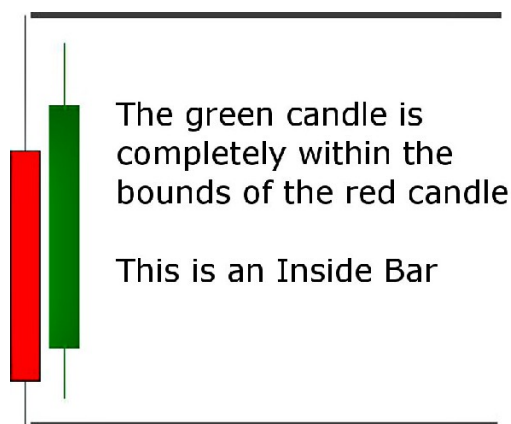 The green candle is
completely within the
bounds of the red candle
This is an Inside Bar